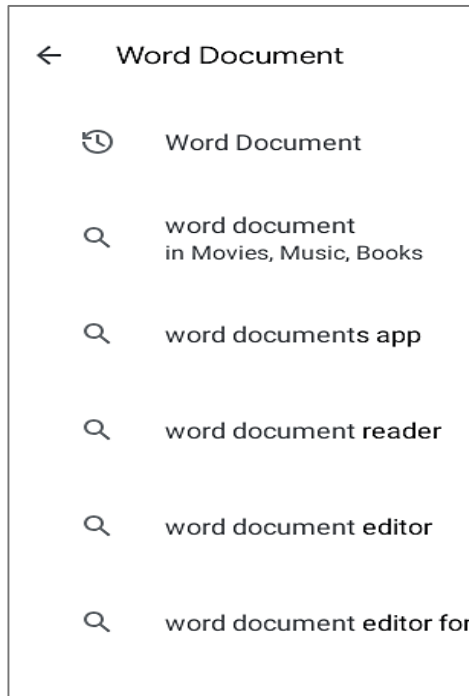 Word Document
Word Document
word document
in Movies, Music, Books
word documents app
word document reader
word document editor
word document editor for